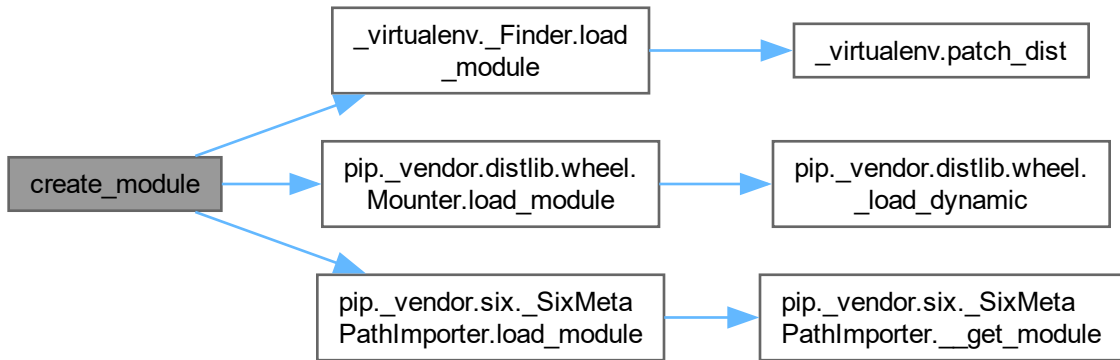 _virtualenv._Finder.load
_module
_virtualenv.patch_dist
create_module
pip._vendor.distlib.wheel.
Mounter.load_module
pip._vendor.distlib.wheel.
_load_dynamic
pip._vendor.six._SixMeta
PathImporter.load_module
pip._vendor.six._SixMeta
PathImporter.__get_module